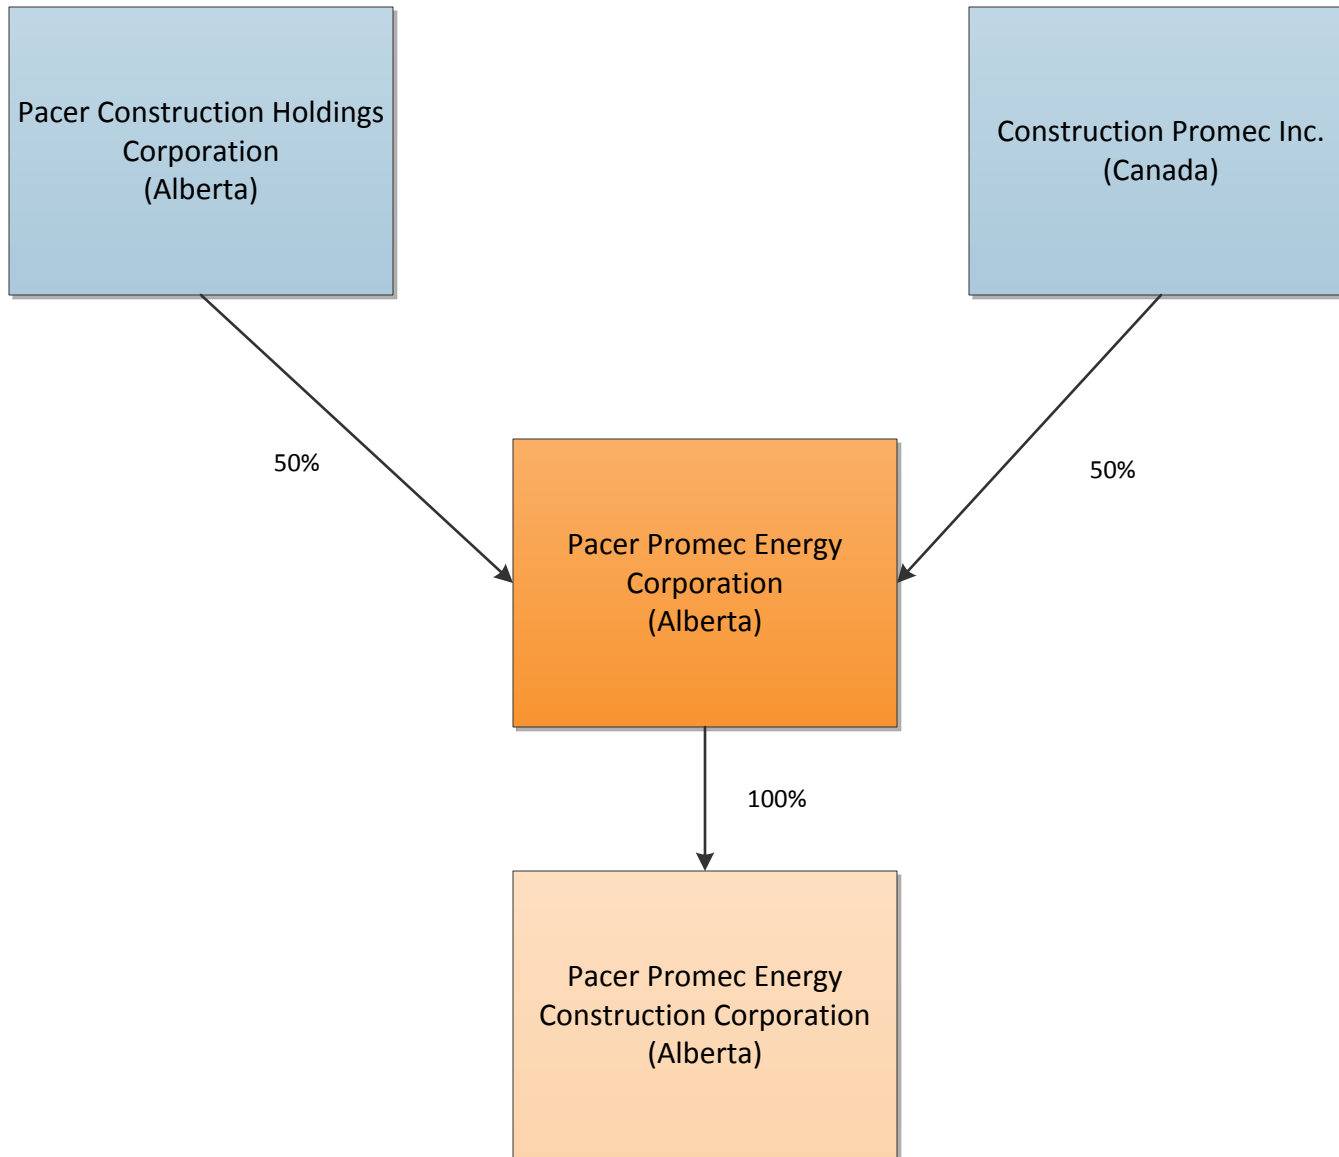 Pacer Construction Holdings
Corporation
(Alberta)
Construction Promec Inc.
(Canada)
50%
50%
Pacer Promec Energy
Corporation
(Alberta)
100%
Pacer Promec Energy
Construction Corporation
(Alberta)